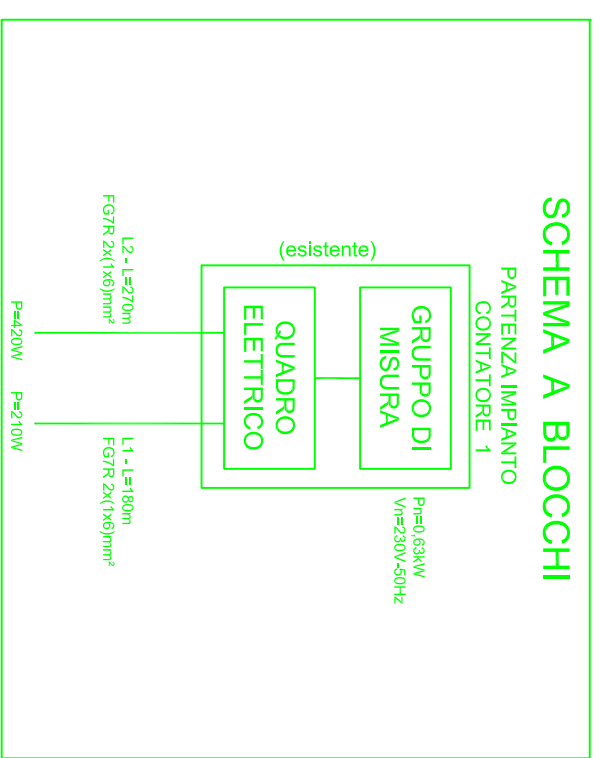 SCHEMA A BLOCCHI
PARTENZA IMPIANTO
CONTATORE 1
Pn=0,63kW
Vn=230V-50Hz
(esistente)
GRUPPO DI
MISURA
QUADRO
ELETTRICO
L2 - L=270m
FG7R 2x(1x6)mm²
L1 - L=180m
FG7R 2x(1x6)mm²
P=420W
P=210W